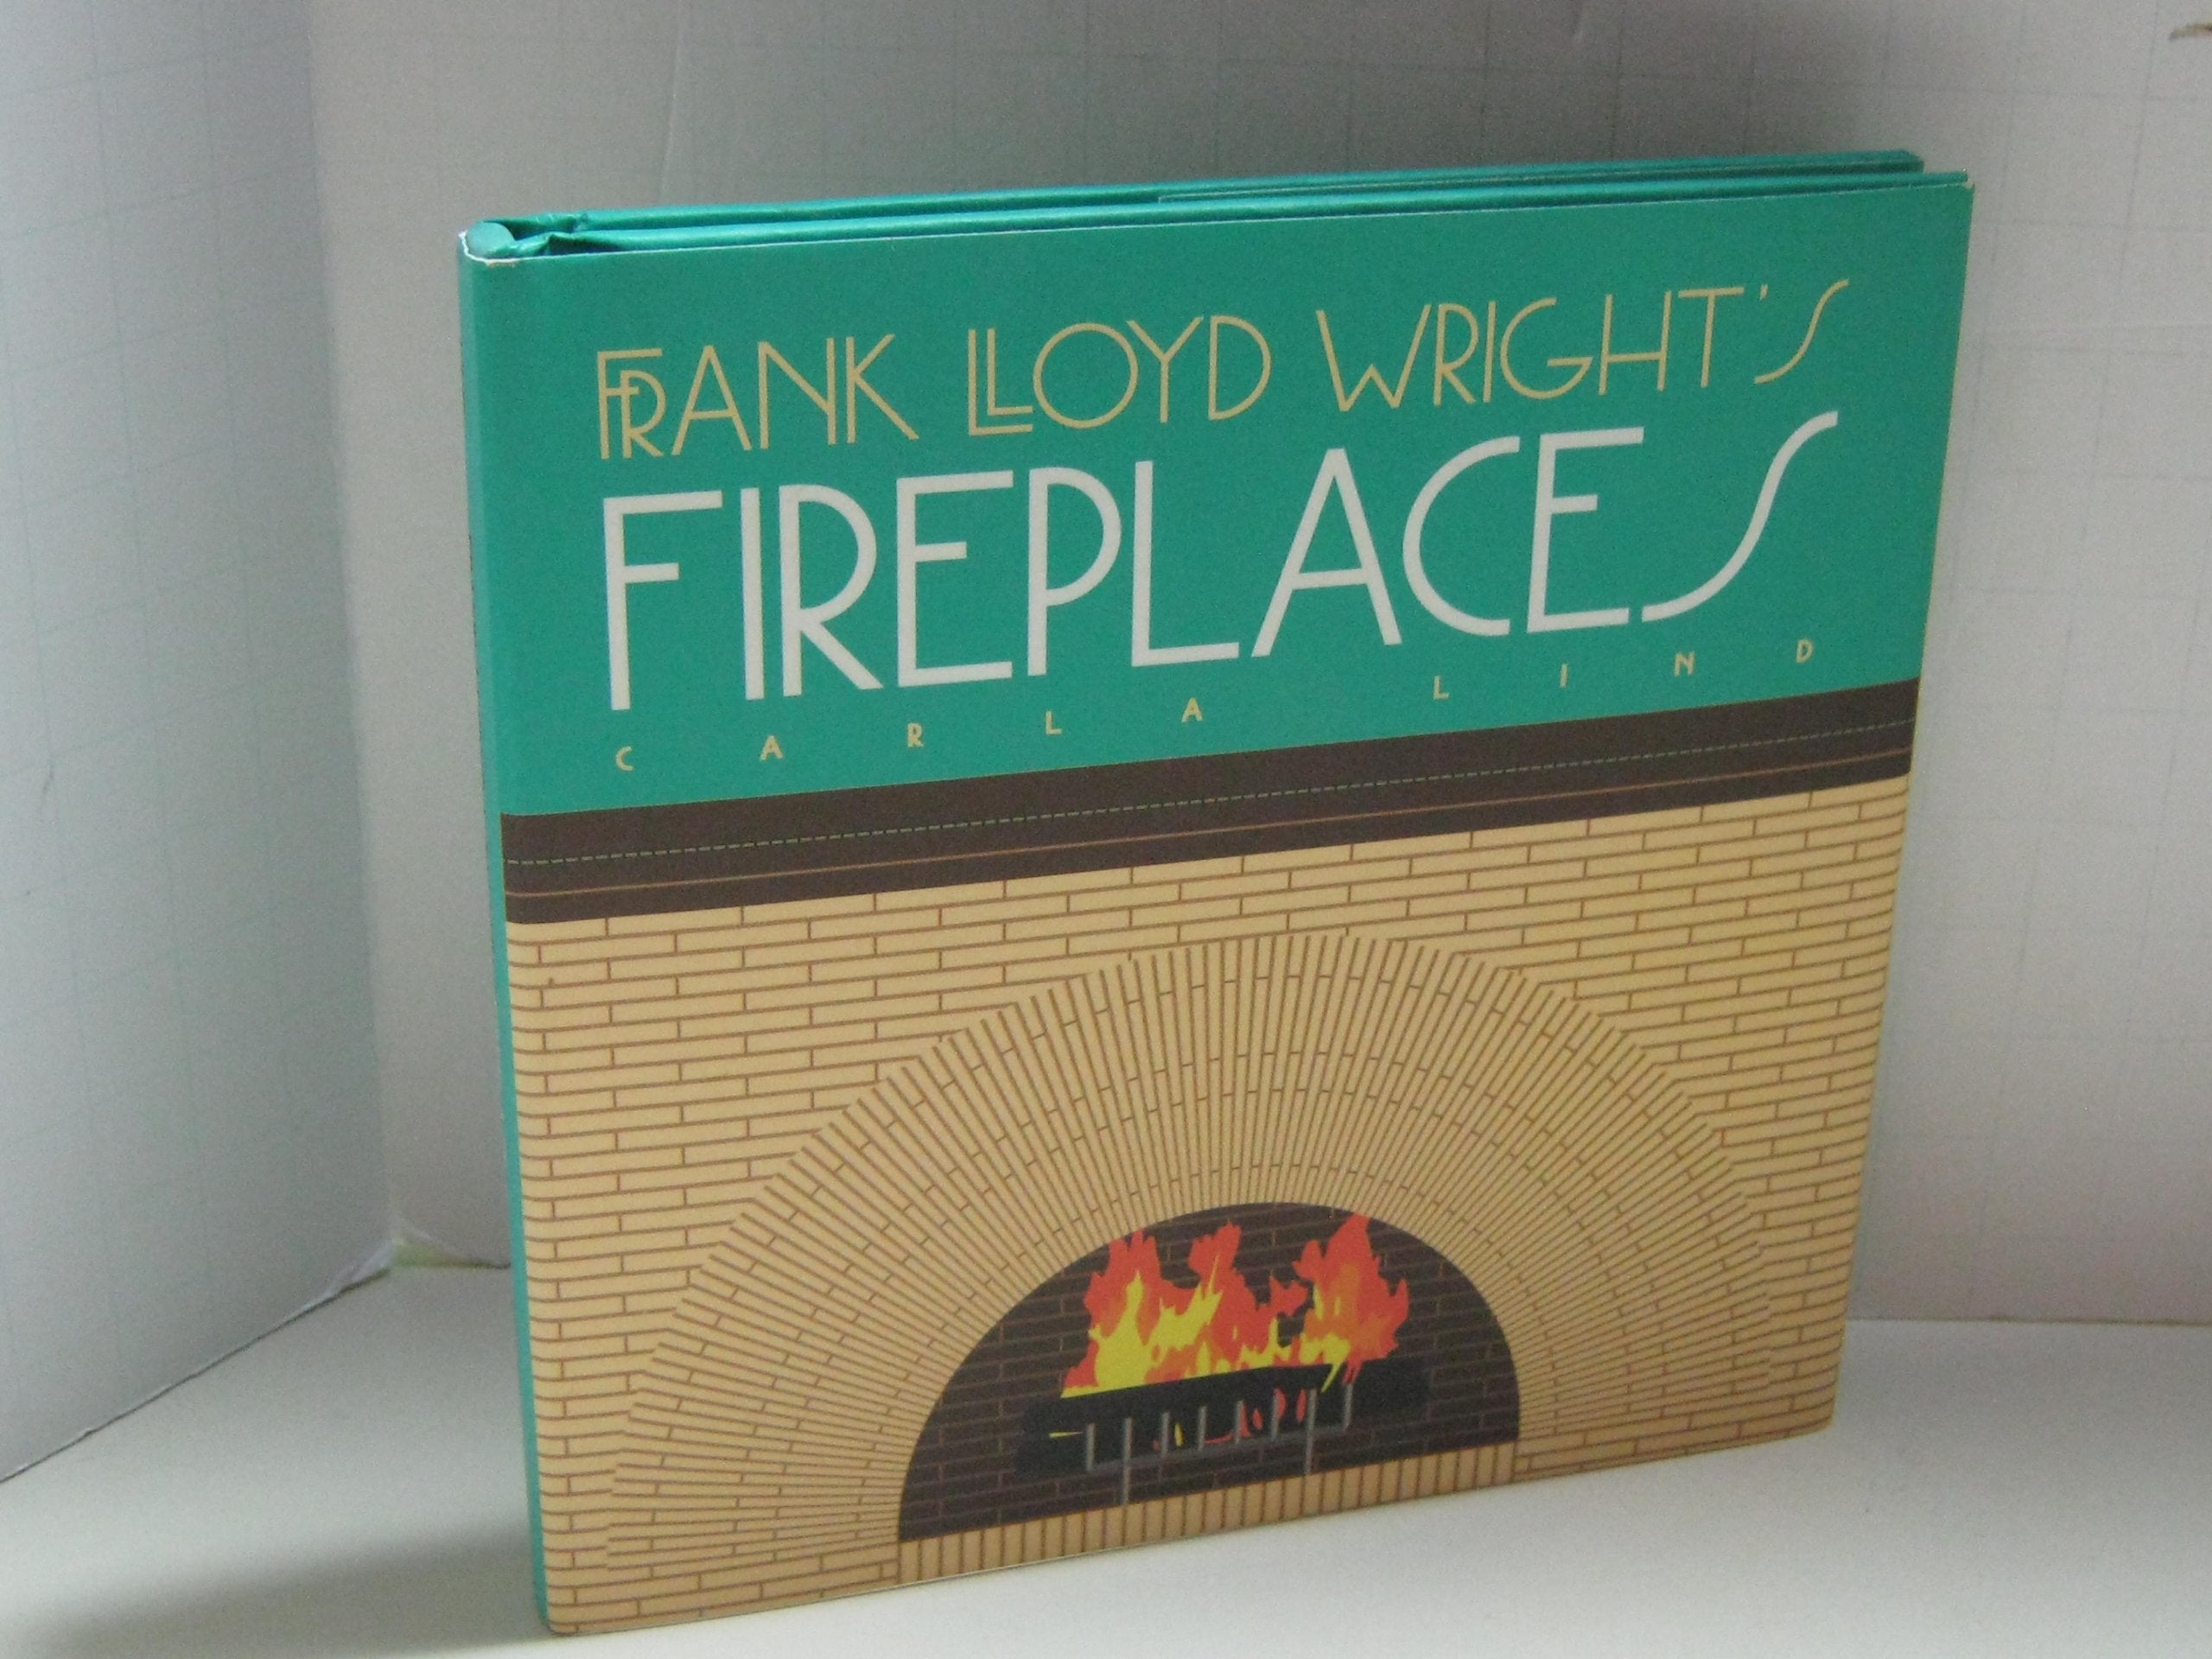 FRANK LLOYD WRIGHT'S
FIREPLACES
CARLA LIND